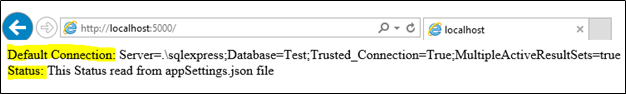 http://localhost:5000/
localhost
Default Connection: Server=.\sqlexpress;Database=Test;Trusted_Connection=True;MultipleActiveResultSets=true
Status: This Status read from appSettings.json file